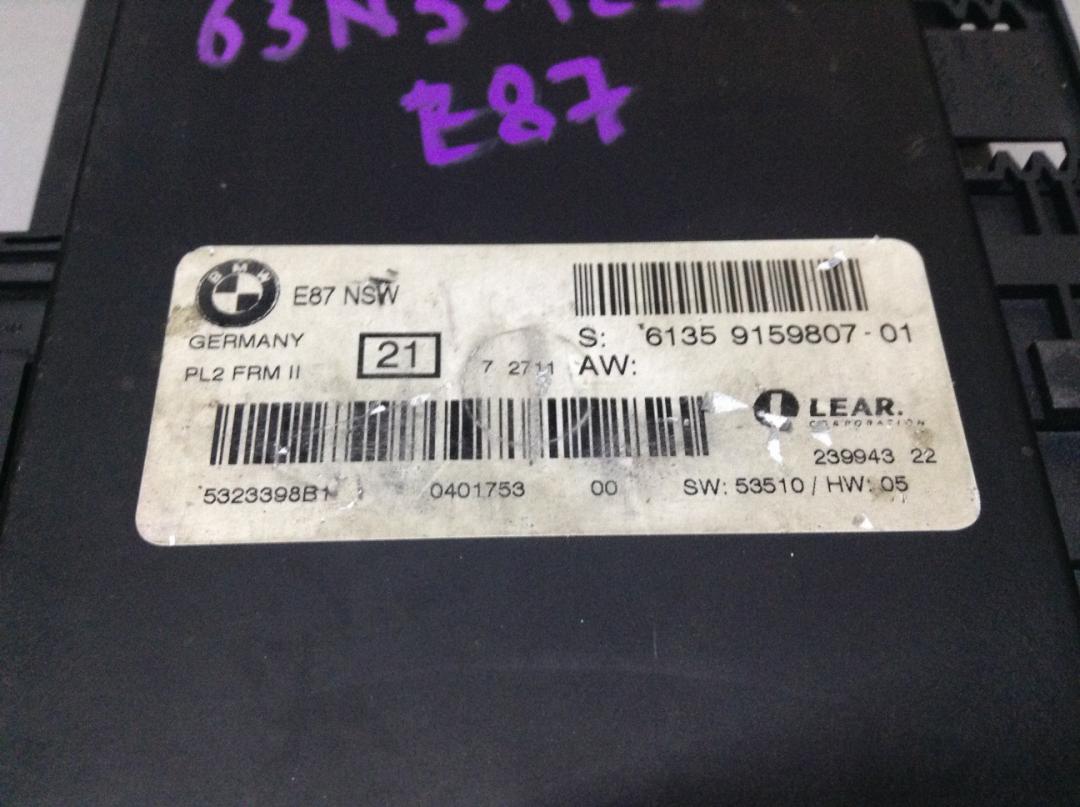 E87
BMW
E87 NSW
GERMANY
S: 6135 9159807-01
21
PL2 FRM II
7 2711
AW:
LEAR.
CORPORATION
239943 22
5323398B1
0401753
00
SW: 53510 / HW: 05